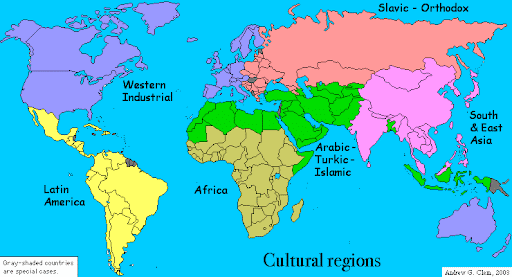 Slavic - Orthodox
Western
Industrial
South
& East
Asia
Arabic -
Turkic -
Islamic
Latin
America
Africa
Cultural regions
Gray-shaded countries
are special cases.
Andrew G. Clem, 2003